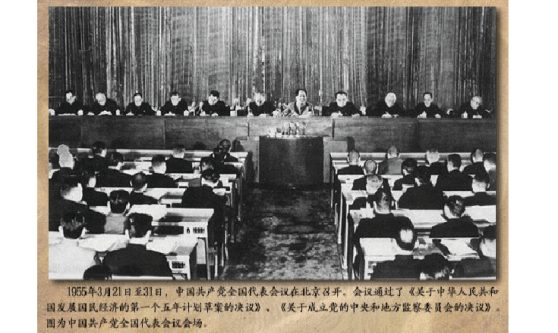 1955年3月21日至31日，中国共产党全国代表会议在北京召开。会议通过了《关于中华人民共和
国发展国民经济的第一个五年计划草案的决议》、《关于成立党的中央和地方监察委员会的决议》。
图为中国共产党全国代表会议会场。